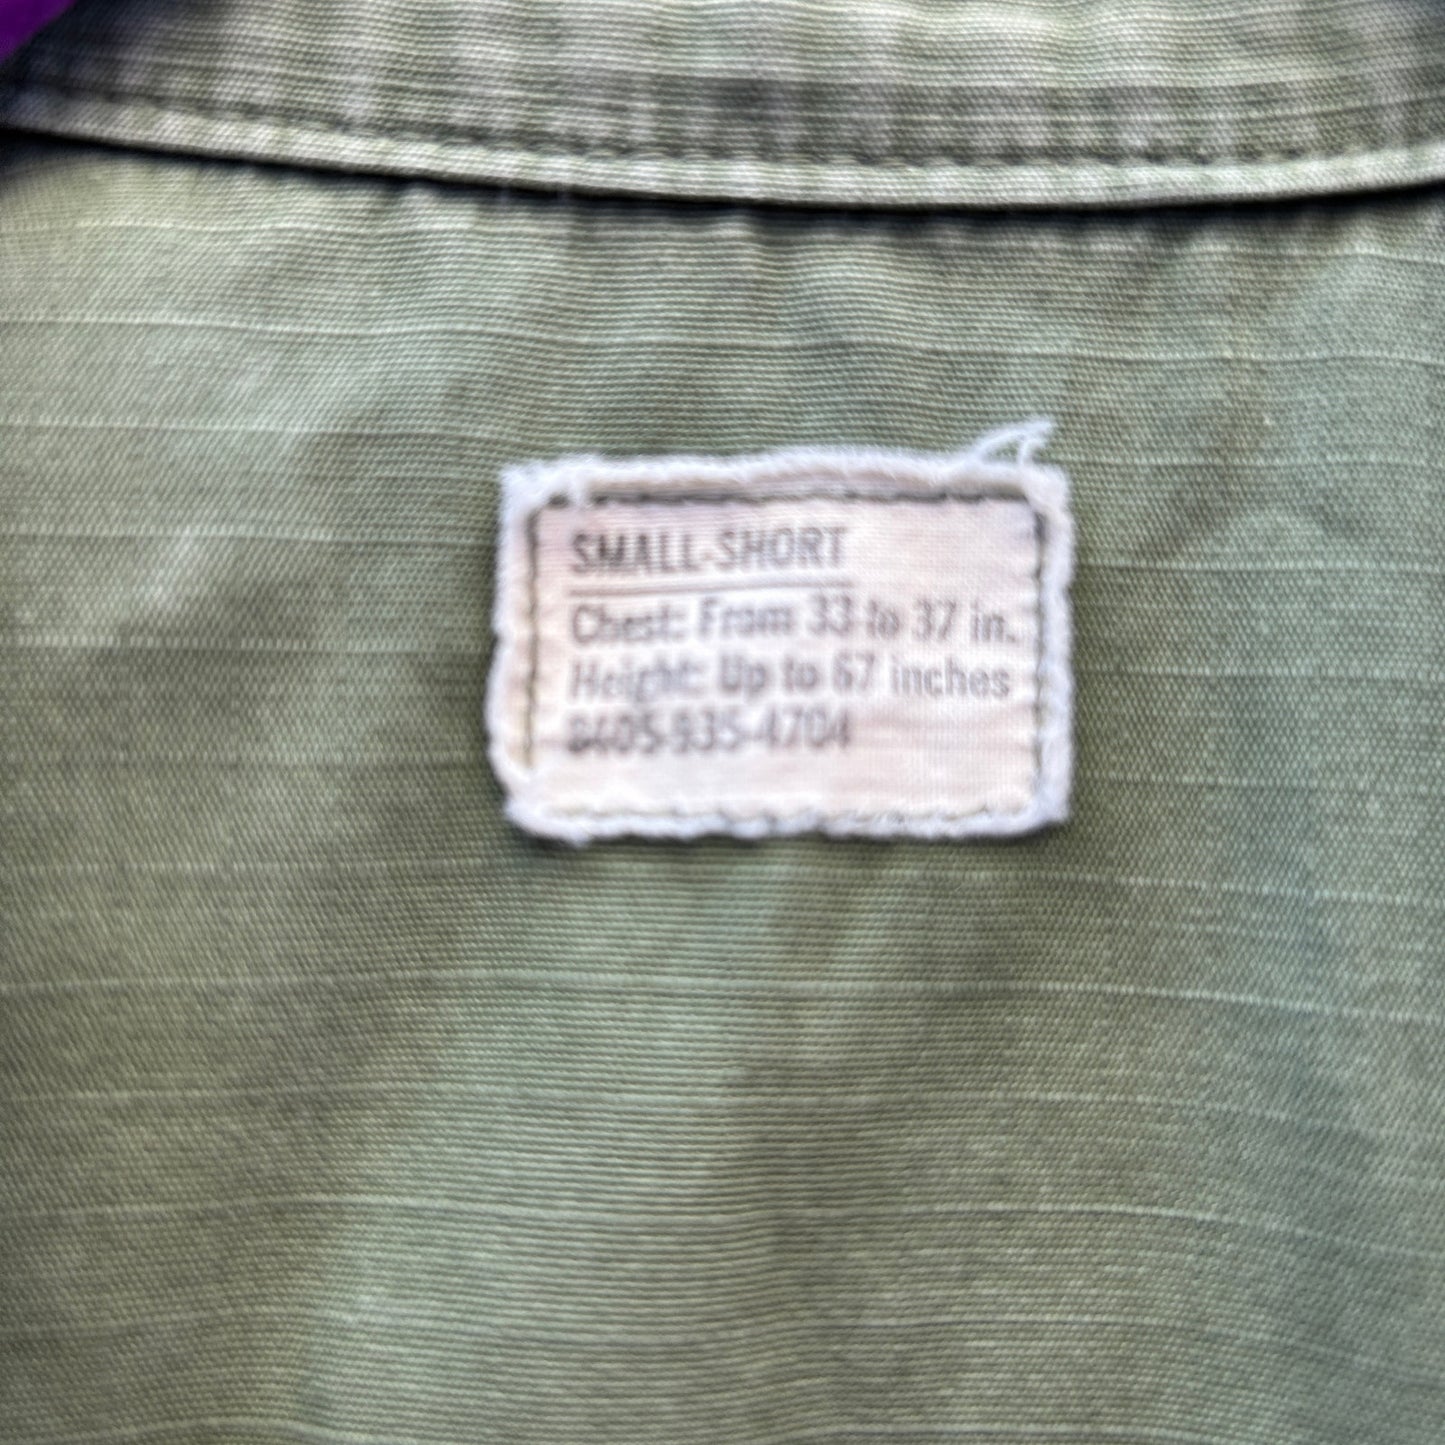 SMALL-SHORT
Chest: From 33 to 37 in.
Height: Up to 67 inches
8405-935-4704